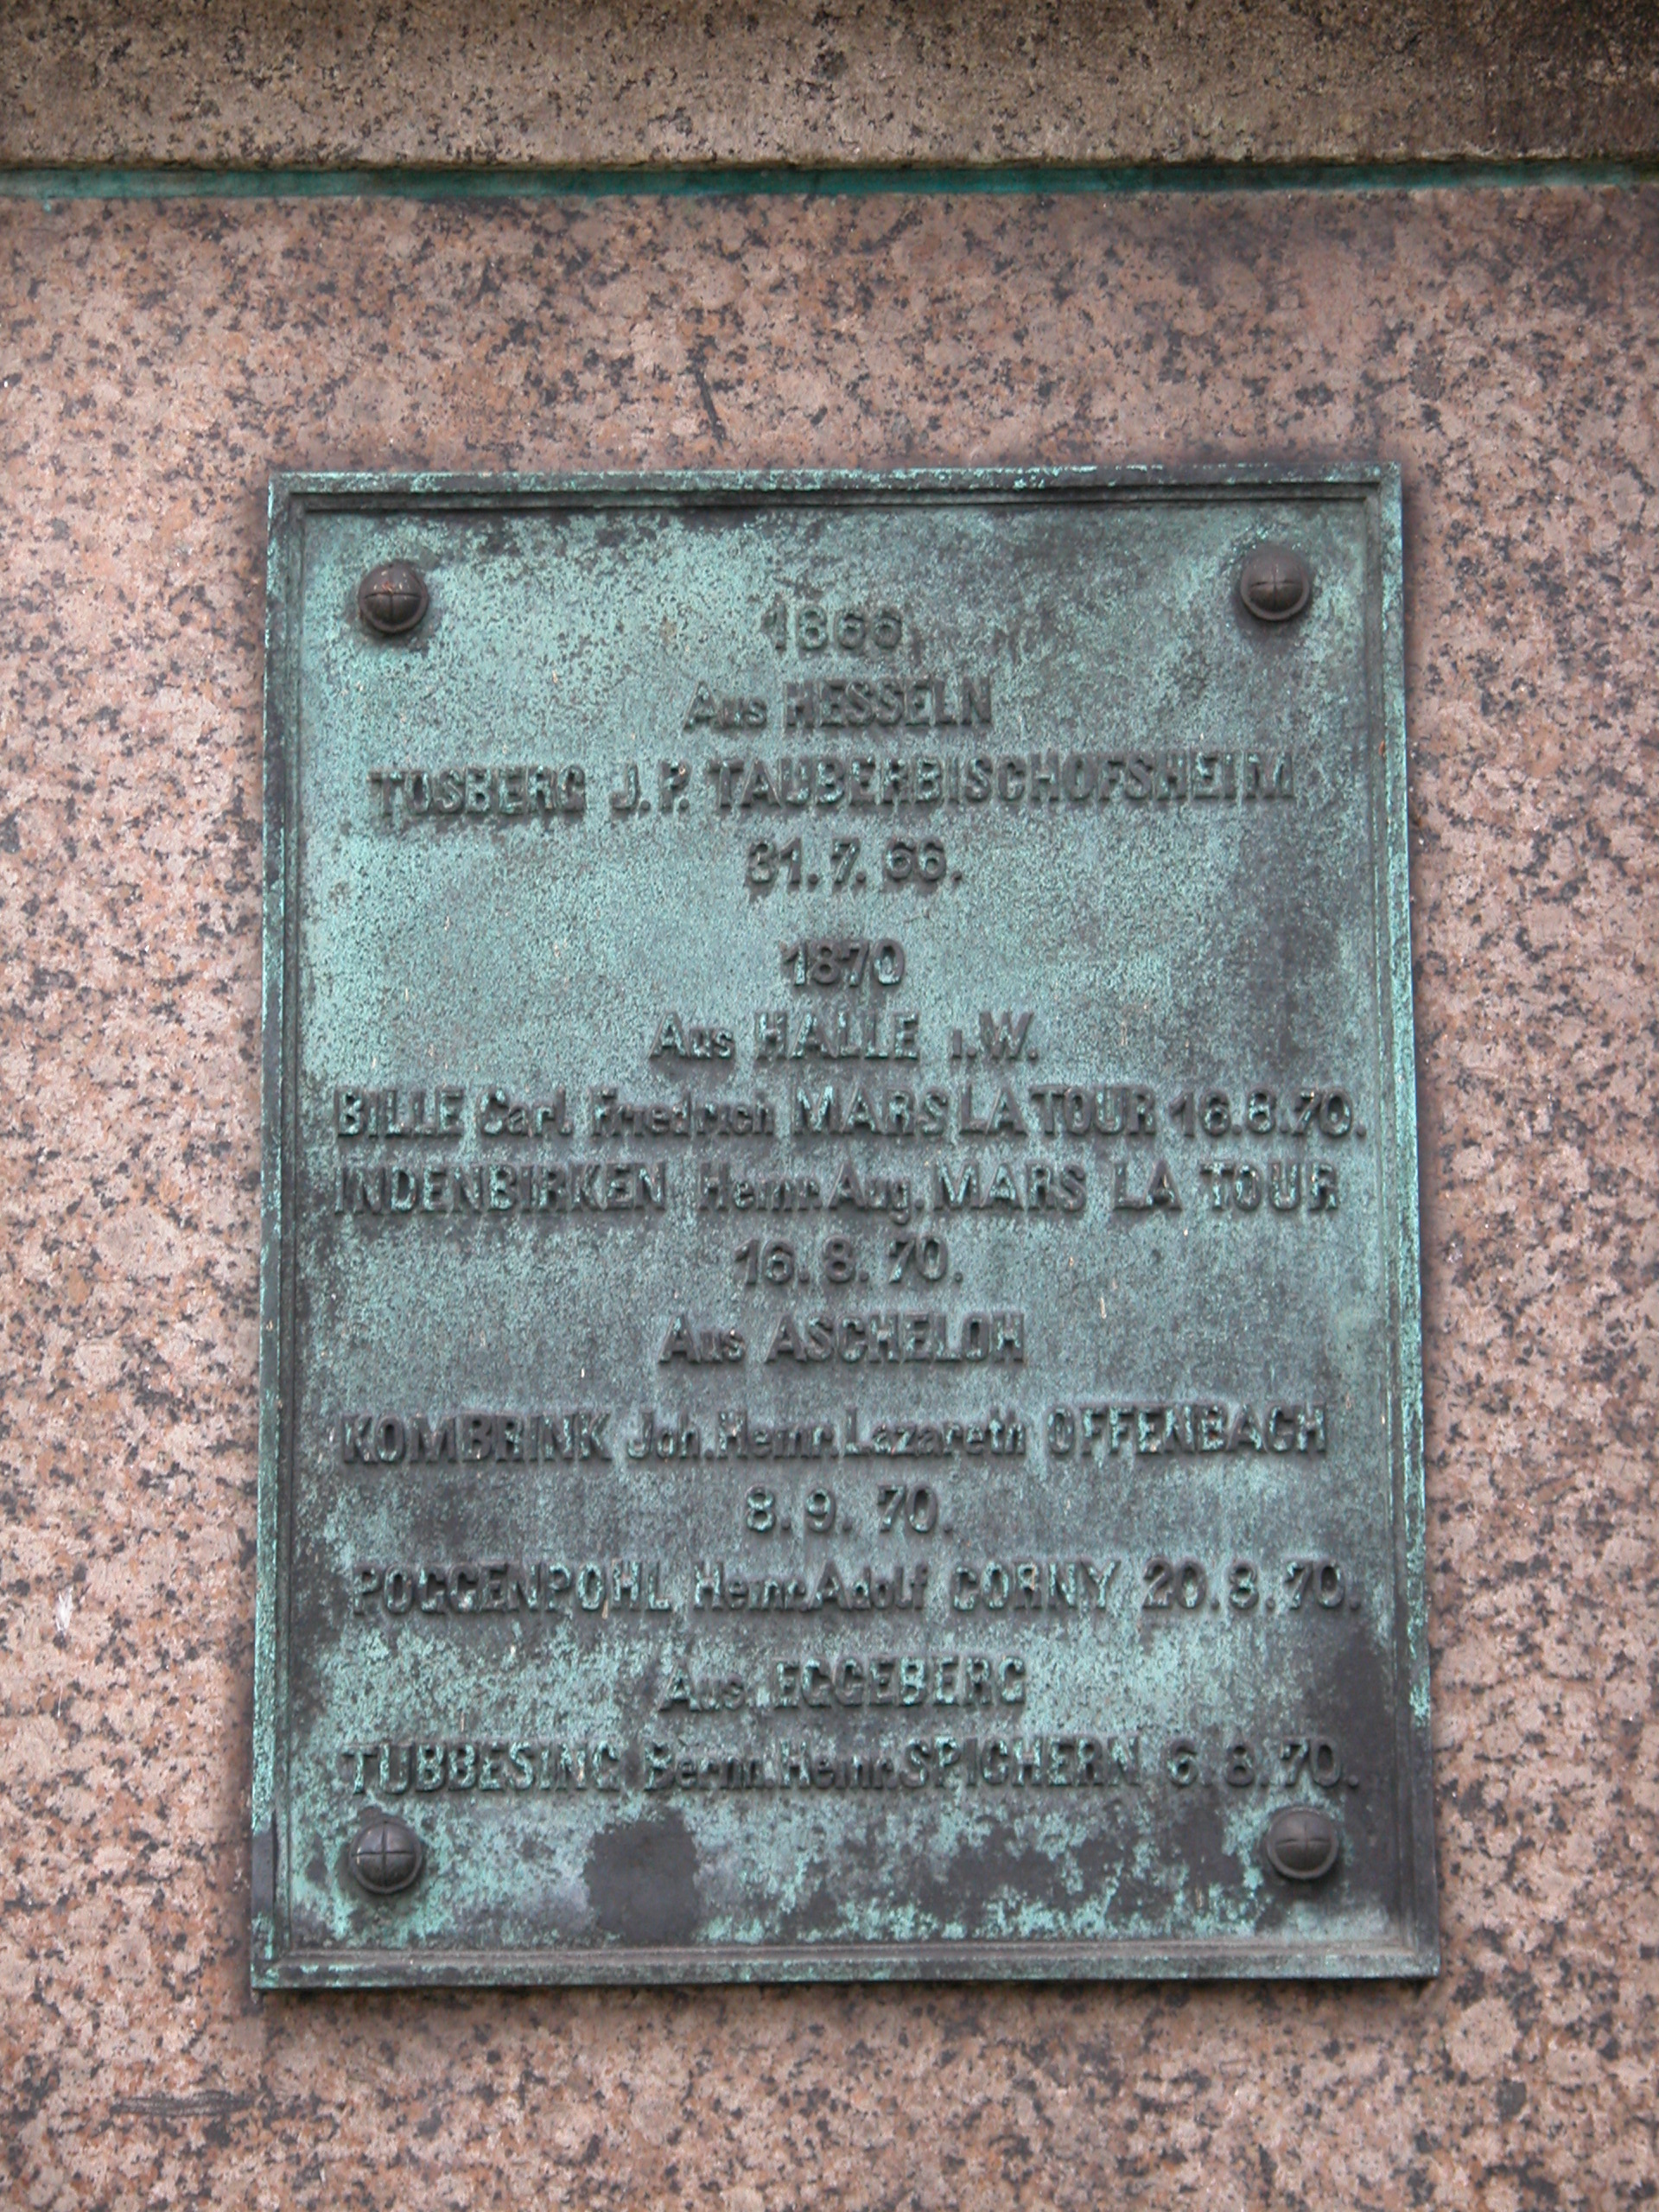 1866.
Aus HESSELN
TOSBERG J.P. TAUBERBISCHOFSHEIM
31.7.66.
1870
Aus HALLE i.W.
BILLE Carl. Friedrich MARS LA TOUR 16.8.70.
INDENBIRKEN Heinr. Aug. MARS LA TOUR
16.8.70.
Aus ASCHELOH
KOMBRINK Joh. Heinr. Lazareth OFFENBACH
8.9.70.
POGGENPOHL Heinr. Adolf CORNY 20.8.70.
Aus EGGEBERG
TUBBESING Bernh. Heinr. SPICHERN 6.8.70.